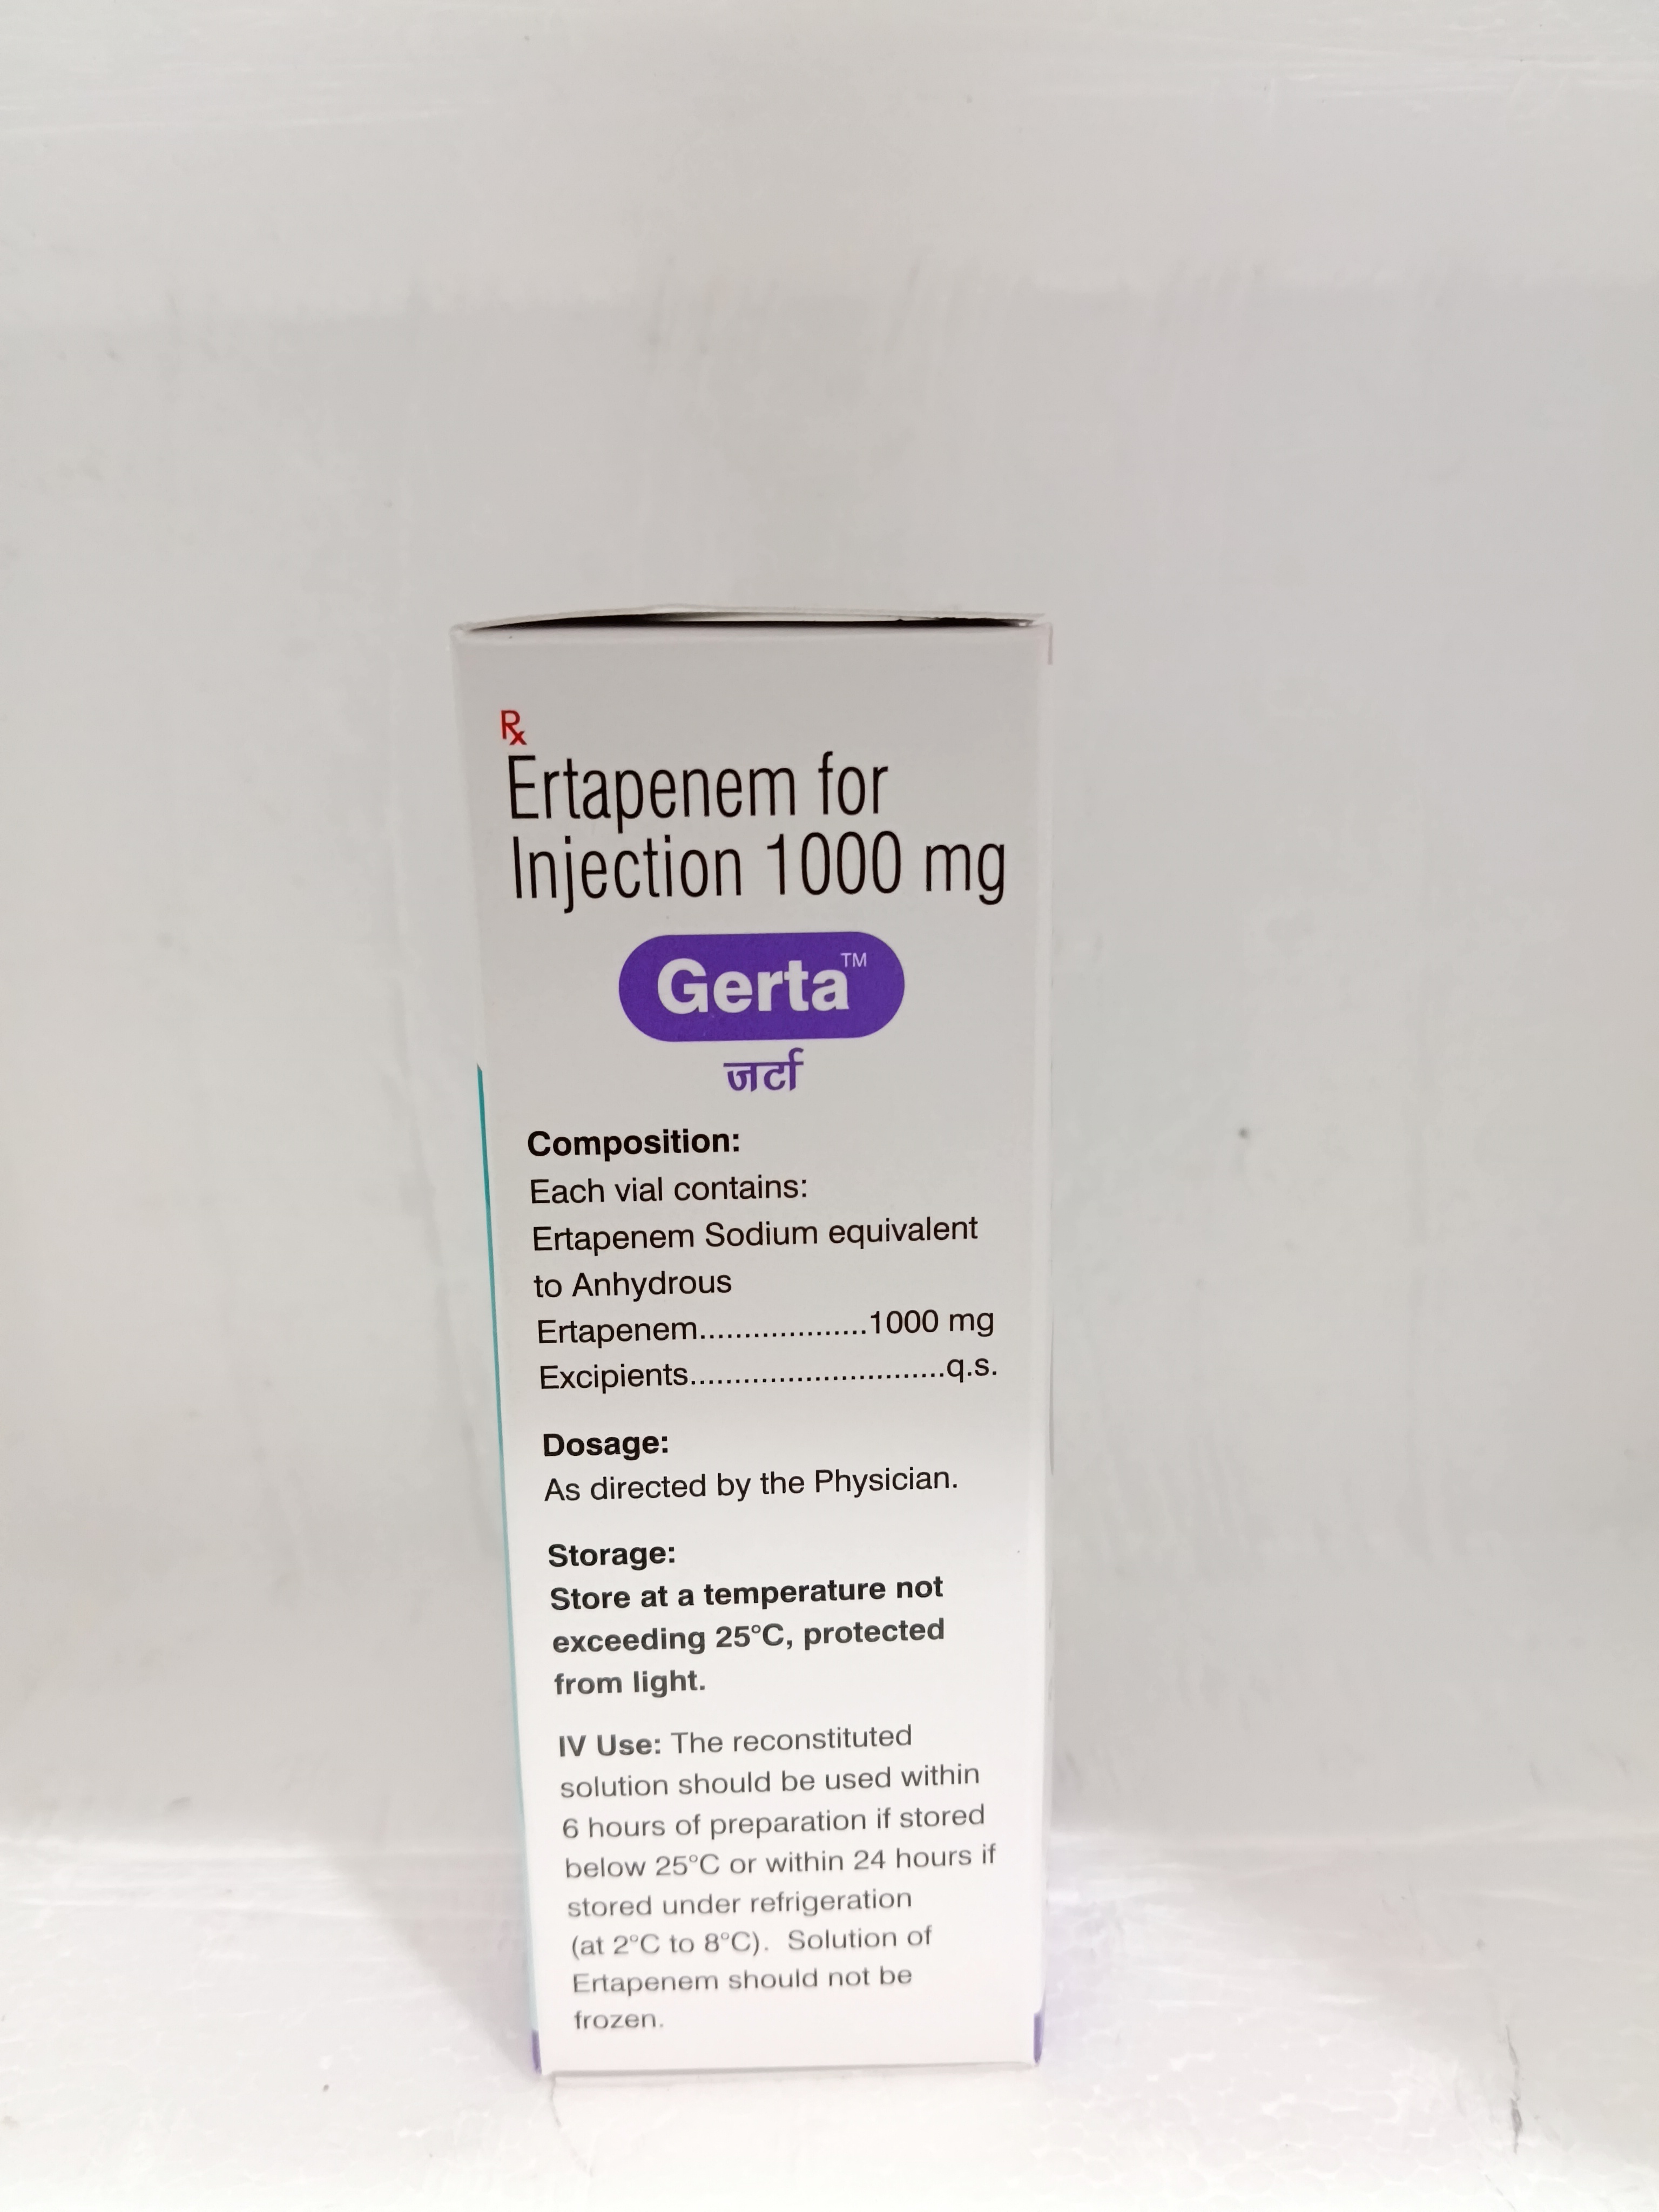 Rx
Ertapenem for
Injection 1000 mg
Gerta™
जर्टा
Composition:
Each vial contains:
Ertapenem Sodium equivalent
to Anhydrous
Ertapenem...................1000 mg
Excipients.............................q.s.
Dosage:
As directed by the Physician.
Storage:
Store at a temperature not
exceeding 25°C, protected
from light.
IV Use: The reconstituted
solution should be used within
6 hours of preparation if stored
below 25°C or within 24 hours if
stored under refrigeration
(at 2°C to 8°C). Solution of
Ertapenem should not be
frozen.